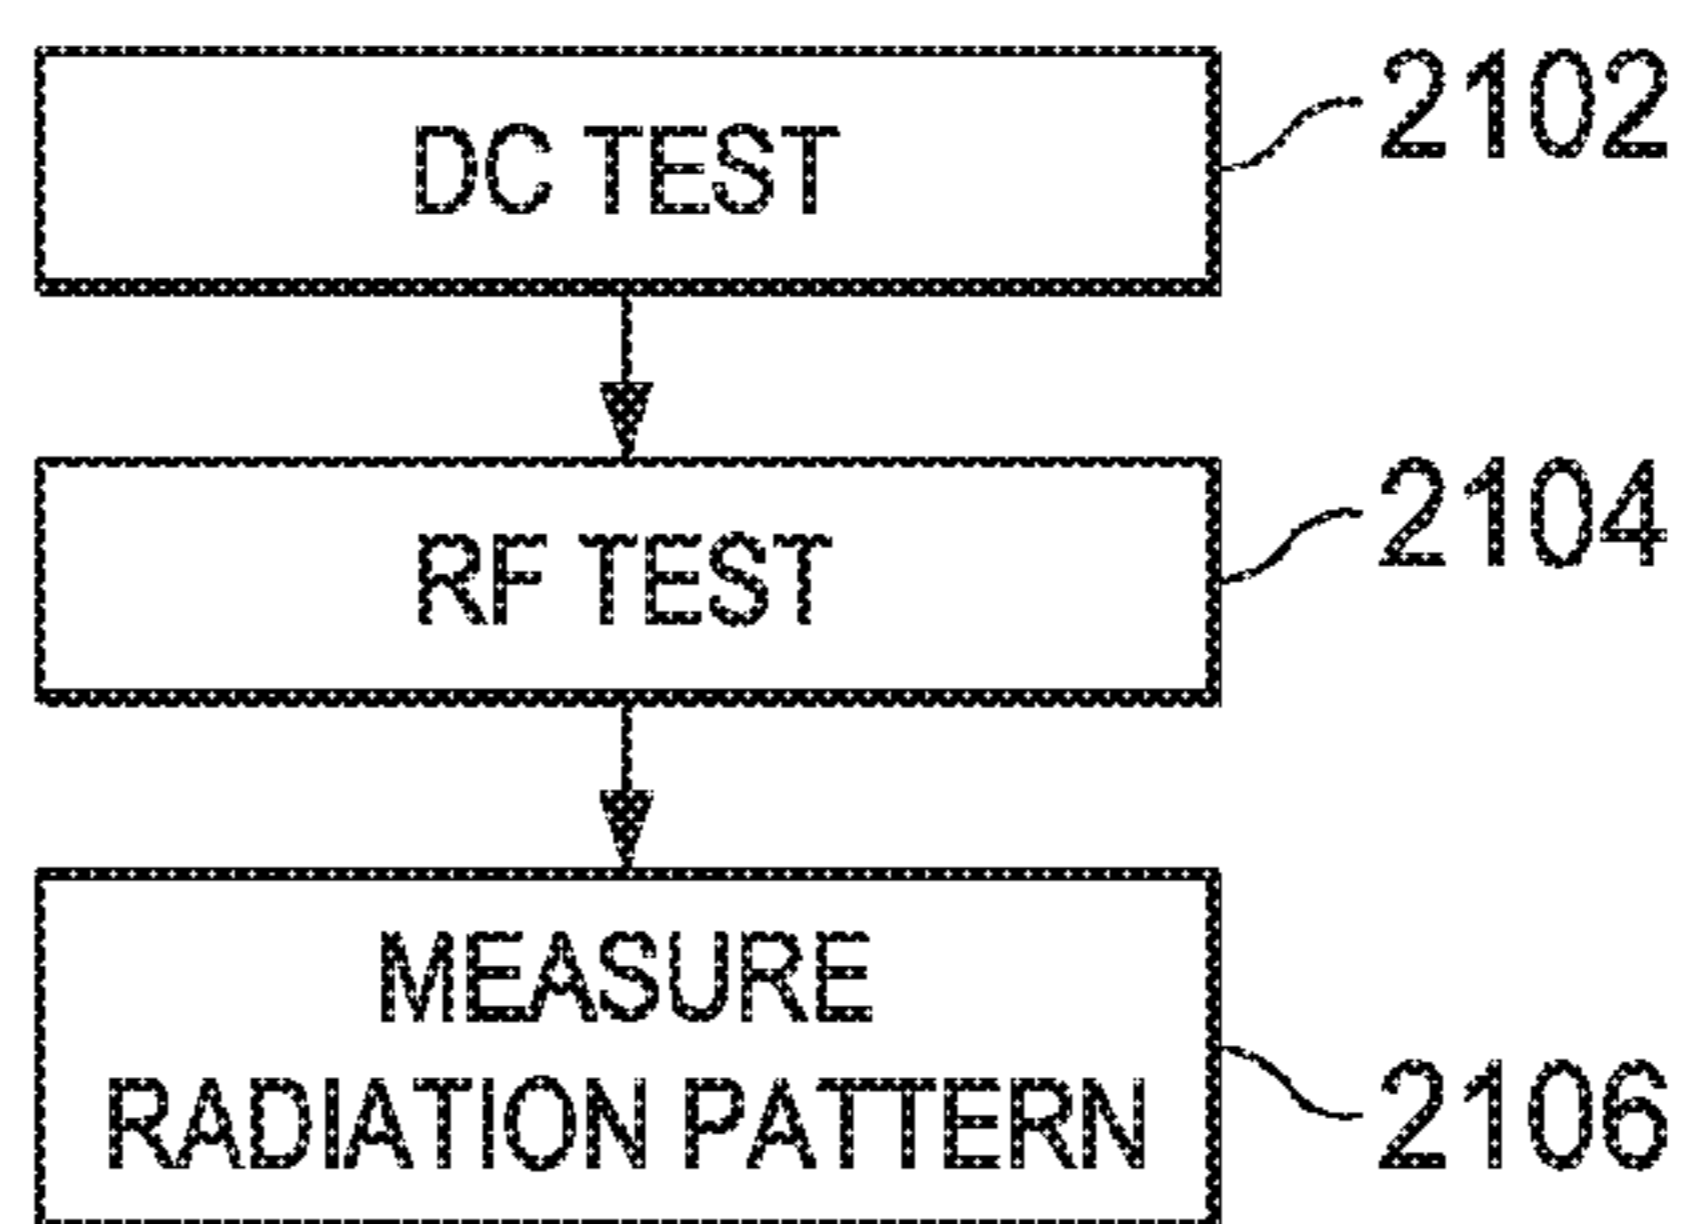 DC TEST
2102
RF TEST
2104
MEASURE
RADIATION PATTERN
2106